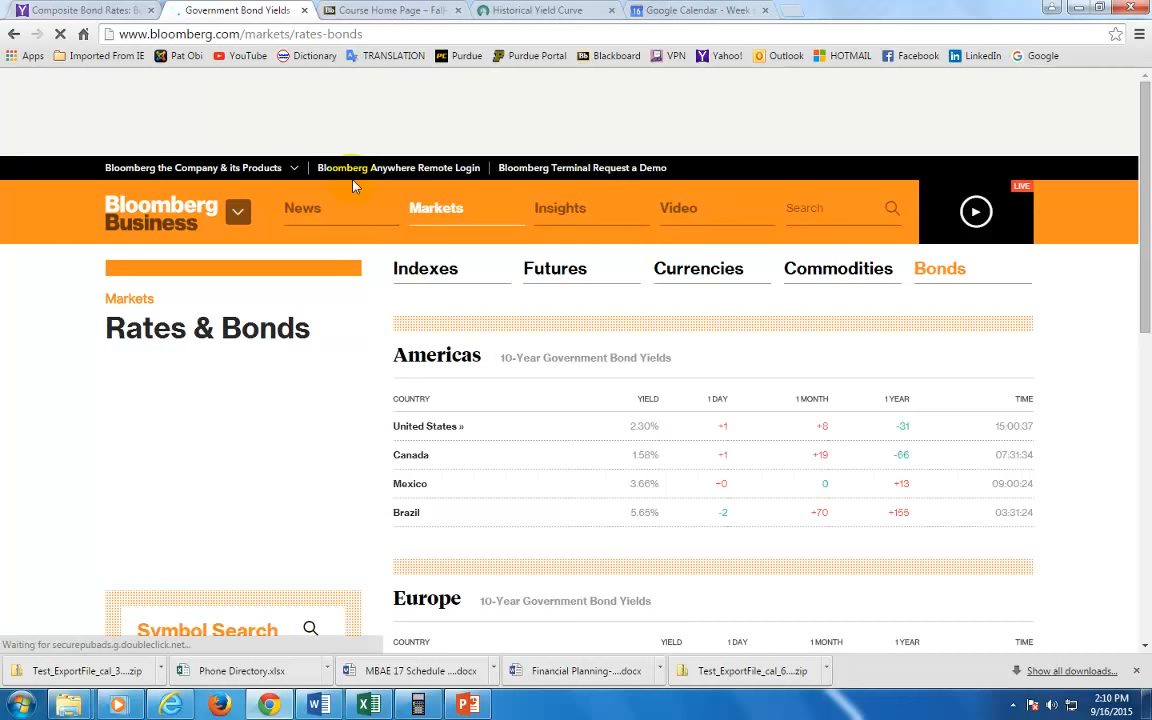 Composite Bond Rates: Bu
Government Bond Yields
Course Home Page – Fall
Historical Yield Curve
Google Calendar - Week
www.bloomberg.com/markets/rates-bonds
Apps Imported From IE Pat Obi YouTube Dictionary TRANSLATION Purdue Purdue Portal Blackboard VPN Yahoo! Outlook HOTMAIL Facebook LinkedIn Google
Bloomberg the Company & its Products Bloomberg Anywhere Remote Login Bloomberg Terminal Request a Demo
LIVE
Bloomberg
Business
News Markets Insights Video Search
Indexes Futures Currencies Commodities Bonds
Markets
Rates & Bonds
Americas 10-Year Government Bond Yields
COUNTRY YIELD 1 DAY 1 MONTH 1 YEAR TIME
United States » 2.30% +1 +8 -31 15:00:37
Canada 1.58% +1 +19 -66 07:31:34
Mexico 3.66% +0 0 +13 09:00:24
Brazil 5.65% -2 +70 +155 03:31:24
Europe 10-Year Government Bond Yields
Symbol Search
COUNTRY YIELD 1 DAY 1 MONTH 1 YEAR TIME
Waiting for securepubads.g.doubleclick.net...
Test_ExportFile_cal_3....zip Phone Directory.xlsx MBAE 17 Schedule ....docx Financial Planning-....docx Test_ExportFile_cal_6....zip Show all downloads...
2:10 PM
9/16/2015